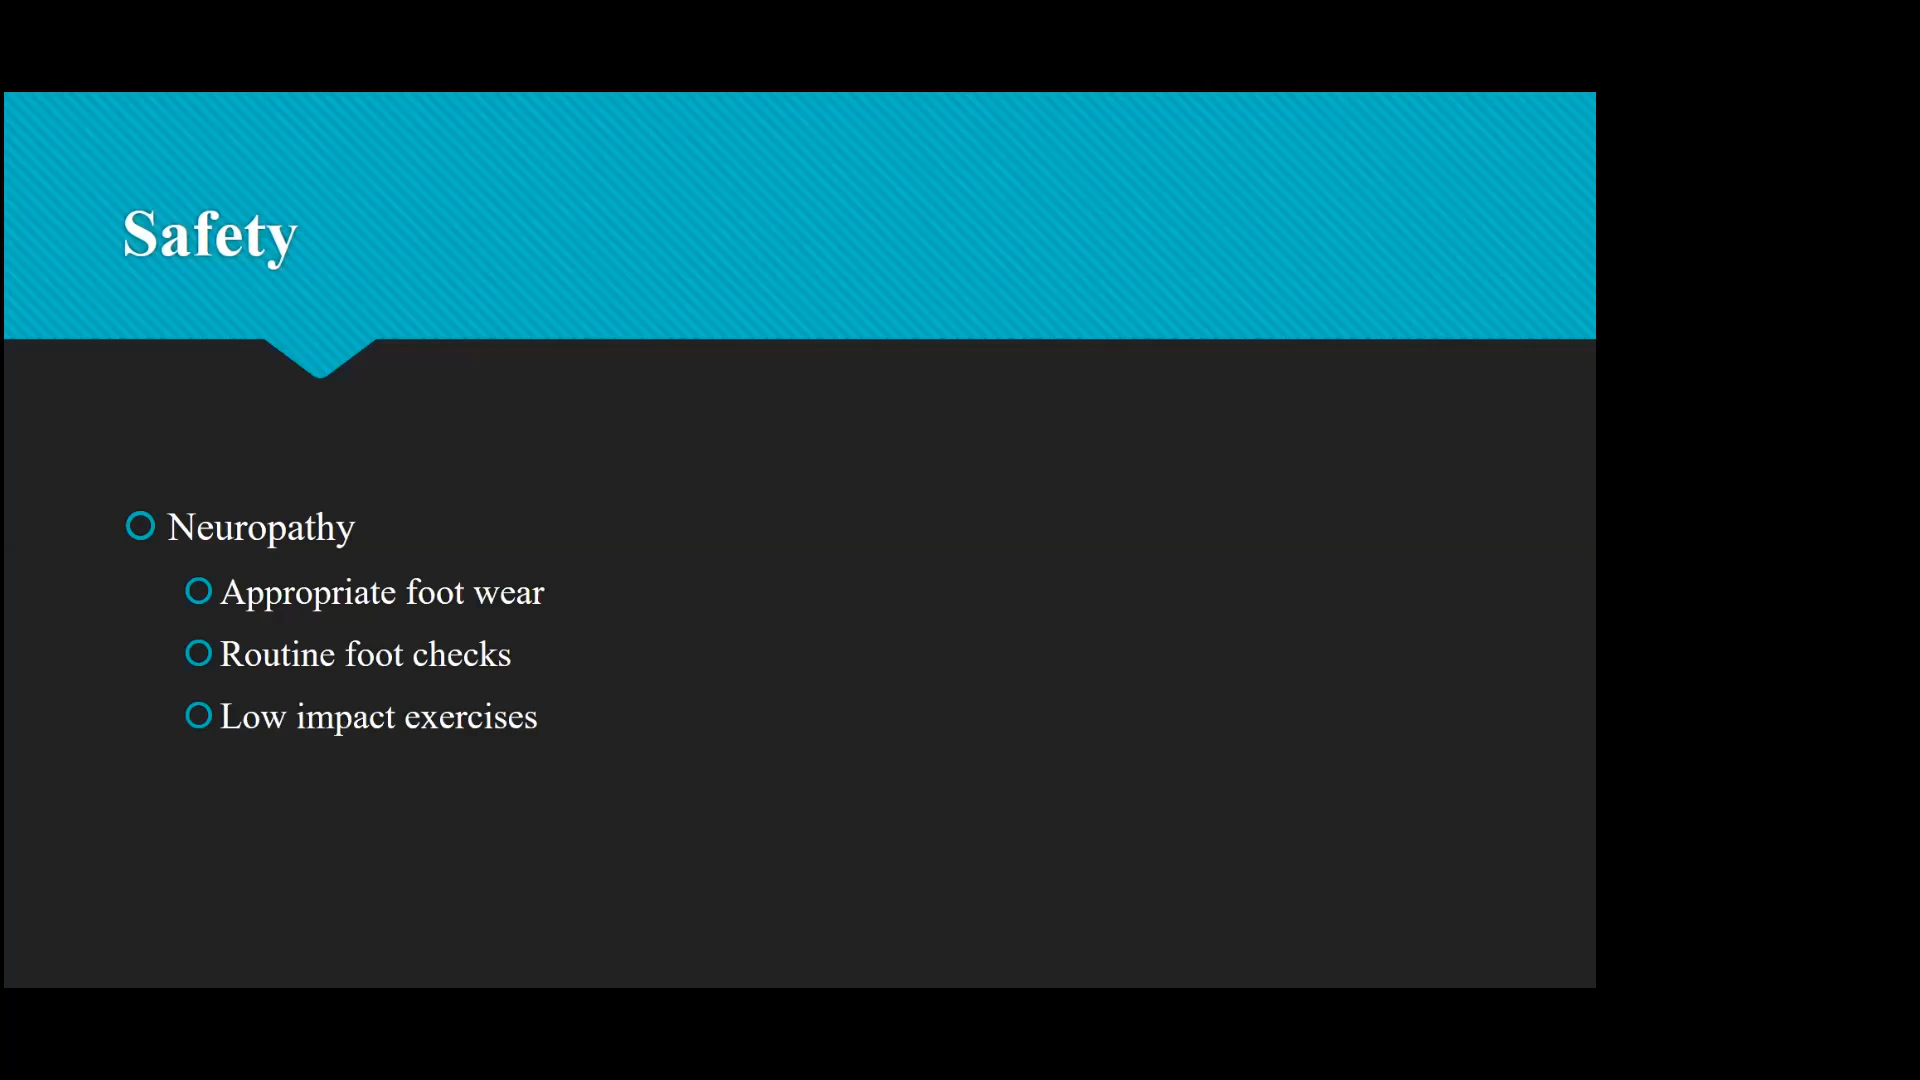 Safety
Neuropathy
Appropriate foot wear
Routine foot checks
Low impact exercises